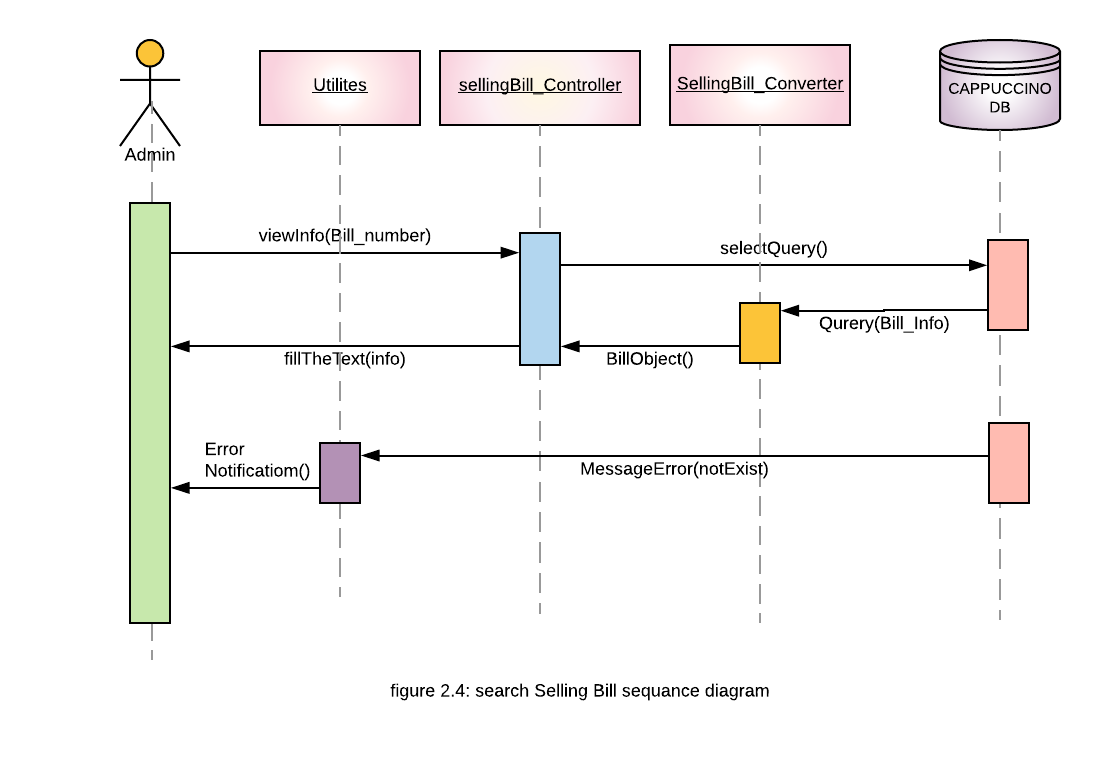 Utilites
sellingBill_Controller
SellingBill_Converter
CAPPUCCINO
DB
Admin
viewInfo(Bill_number)
selectQuery()
Qurery(Bill_Info)
fillTheText(info)
BillObject()
Error
Notificatiom()
MessageError(notExist)
figure 2.4: search Selling Bill sequance diagram